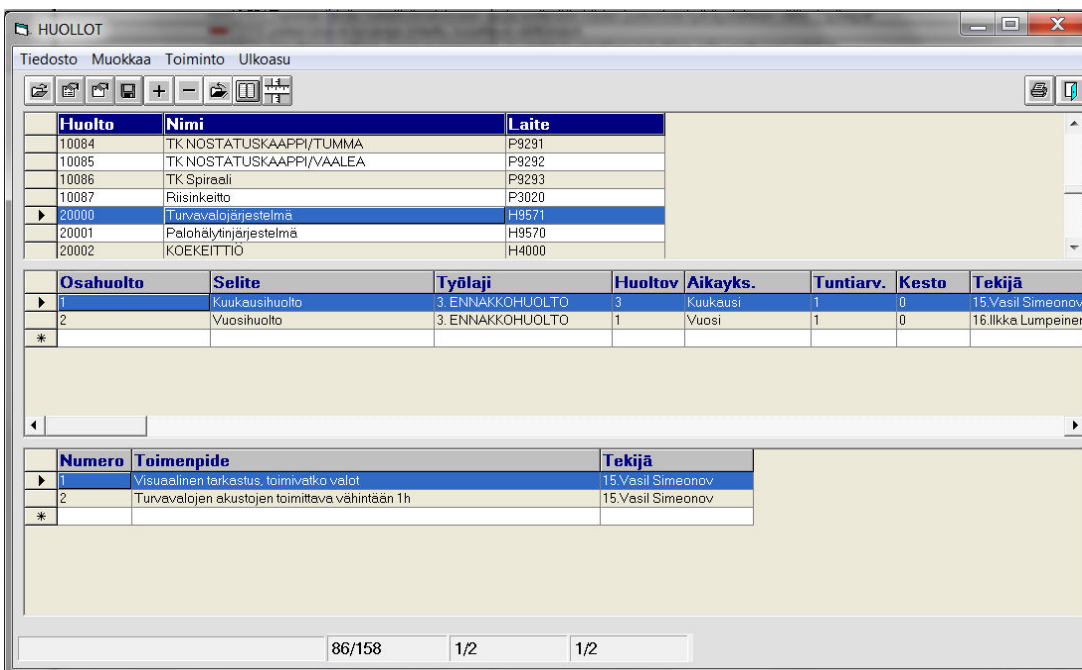 HUOLLOT
Tiedosto Muokkaa Toiminto Ulkoasu
Huolto Nimi Laite
10084 TK NOSTATUSKAAPPI/TUMMA P9291
10085 TK NOSTATUSKAAPPI/VAALEA P9292
10086 TK Spiraali P9293
10087 Riisinkeitto P3020
20000 Turvavalojärjestelmä H9571
20001 Palohälytinjärjestelmä H9570
20002 KOEKEITTIÖ H4000
Osahuolto Selite Työlaji Huoltov Aikayks. Tuntiarv. Kesto Tekijä
1 Kuukausihuolto 3. ENNAKKOHUOLTO 3 Kuukausi 1 0 15.Vasil Simeonov
2 Vuosihuolto 3. ENNAKKOHUOLTO 1 Vuosi 1 0 16.Ilkka Lumpeinen
Numero Toimenpide Tekijä
1 Visuaalinen tarkastus, toimivatko valot 15.Vasil Simeonov
2 Turvavalojen akustojen toimittava vähintään 1h 15.Vasil Simeonov
86/158 1/2 1/2